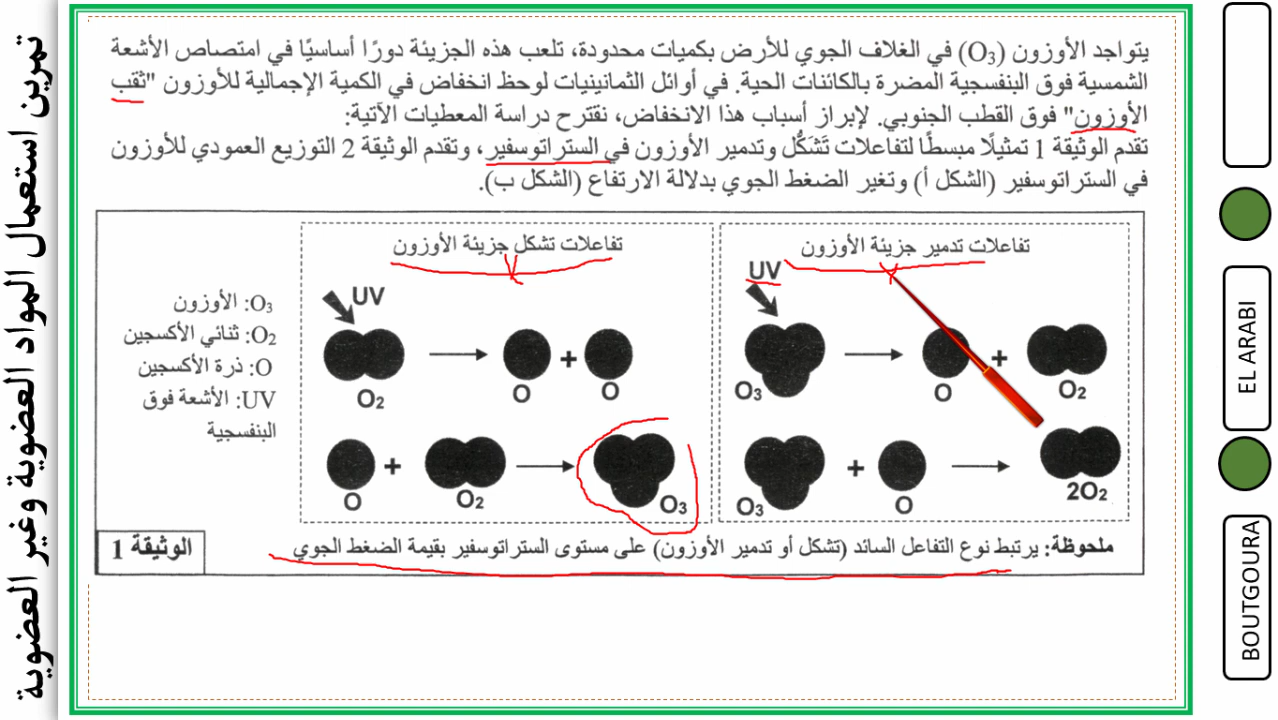 تمرين استعمال المواد العضوية وغير العضوية
يتواجد الأوزون (O₃) في الغلاف الجوي للأرض بكميات محدودة، تلعب هذه الجزيئة دورًا أساسيًا في امتصاص الأشعة
الشمسية فوق البنفسجية المضرة بالكائنات الحية. في أوائل الثمانينيات لوحظ انخفاض في الكمية الإجمالية للأوزون "ثقب
الأوزون" فوق القطب الجنوبي. لإبراز أسباب هذا الانخفاض، نقترح دراسة المعطيات الآتية:
تقدم الوثيقة 1 تمثيلًا مبسطًا لتفاعلات تَشَكُّل وتدمير الأوزون في الستراتوسفير، وتقدم الوثيقة 2 التوزيع العمودي للأوزون
في الستراتوسفير (الشكل أ) وتغير الضغط الجوي بدلالة الارتفاع (الشكل ب).
تفاعلات تدمير جزيئة الأوزون
UV
O₃
+
O
O₂
O₃
+
O
2O₂
تفاعلات تشكل جزيئة الأوزون
UV
O₂
+
O
O
+
O
O₂
O₃
O₃: الأوزون
O₂: ثنائي الأكسجين
O: ذرة الأكسجين
UV: الأشعة فوق
البنفسجية
ملحوظة: يرتبط نوع التفاعل السائد (تشكل أو تدمير الأوزون) على مستوى الستراتوسفير بقيمة الضغط الجوي
الوثيقة 1
EL ARABI
BOUTGOURA